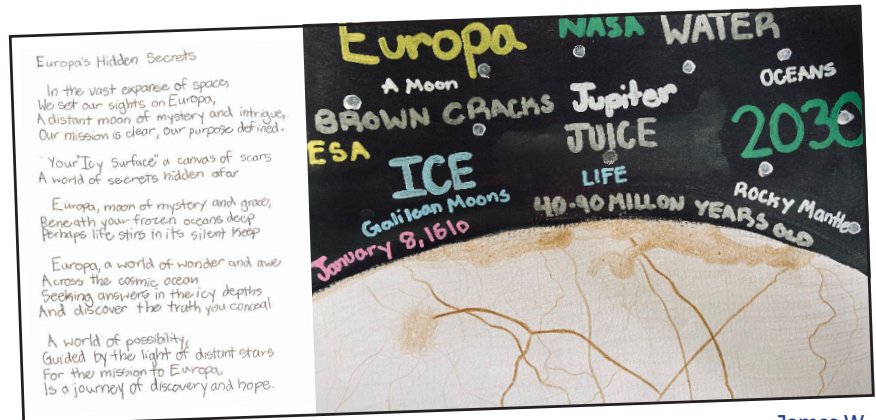 Europa's Hidden Secrets
In the vast expanse of space,
We set our sights on Europa,
A distant moon of mystery and intrigue,
Our mission is clear, our purpose defined.
Your "Icy Surface" a canvas of scars
A world of secrets hidden afar
Europa, moon of mystery and grace,
Beneath your frozen oceans deep
Perhaps life stirs in its silent keep
Europa, a world of wonder and awe
Across the cosmic ocean
Seeking answers in the icy depths
And discover the truth you conceal
A world of possibility,
Guided by the light of distant stars
For the mission to Europa,
Is a journey of discovery and hope.
Europa NASA WATER
A Moon OCEANS
BROWN CRACKS Jupiter
2030
ESA JUICE
ICE LIFE
Galilean Moons
Rocky Mantle
40-90 MILLON YEARS OLD
January 8, 1610
James W